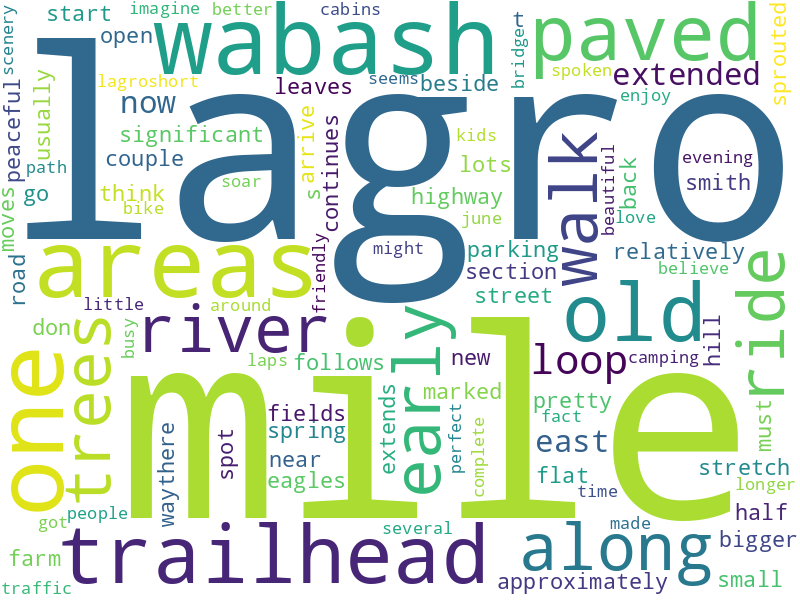 scenery
imagine
better
cabins
start
open
wabash
bridget
paved
sprouted
lagro
lagroshort
leaves
seems
beside
spoken
extended
usually
peaceful
now
enjoy
significant
arrive
continues
kids
couple
lots
walk
beautiful
evening
path
soar
think
go
s
back
smith
highway
love
bike
moves
june
friendly
might
parking
relatively
areas
section
believe
road
street
little
around
old
ride
river
early
hill
don
trees
busy
mile
laps
follows
new
loop
camping
one
marked
pretty
must
fields
extends
perfect
fact
spring
waythere
spot
near
east
complete
stretch
eagles
flat
longer
time
people
got
half
several
made
trailhead
along
bigger
farm
approximately
small
traffic